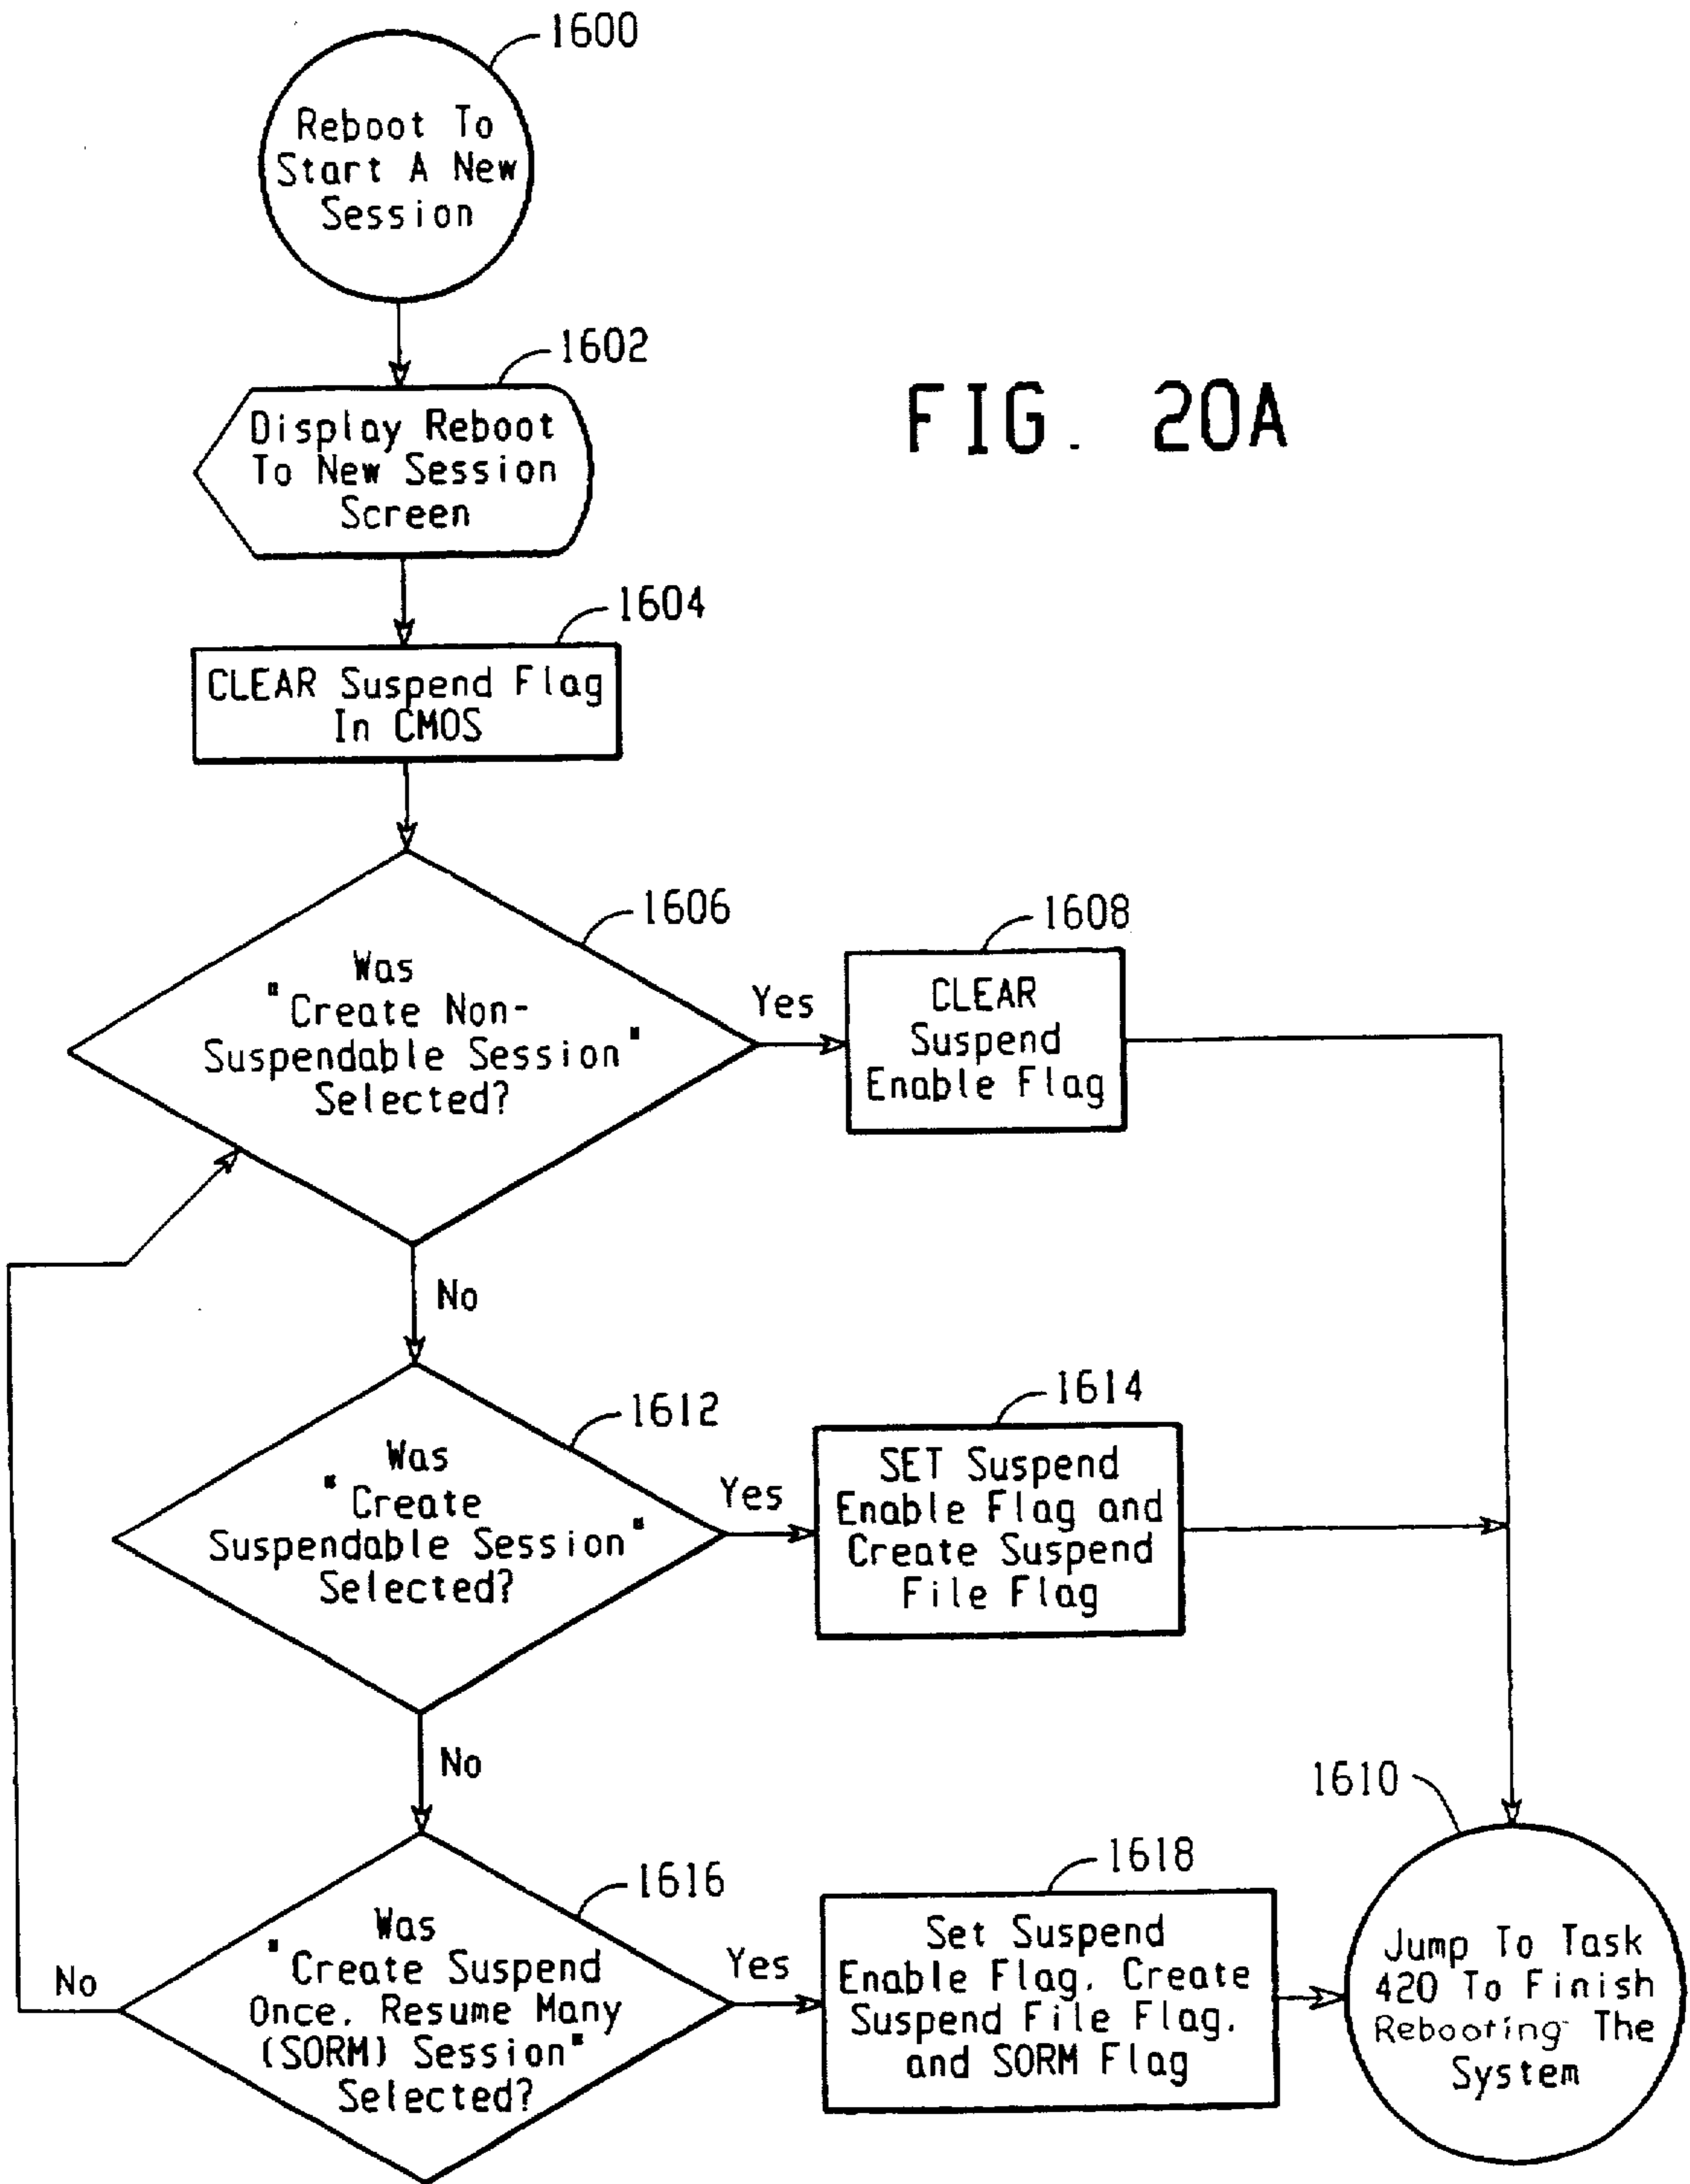 1600
Reboot To
Start A New
Session
1602
Display Reboot
To New Session
Screen
FIG. 20A
1604
CLEAR Suspend Flag
In CMOS
1606
Was
"Create Non-
Suspendable Session"
Selected?
Yes
1608
CLEAR
Suspend
Enable Flag
No
1612
Was
"Create
Suspendable Session"
Selected?
Yes
1614
SET Suspend
Enable Flag and
Create Suspend
File Flag
No
1616
Was
"Create Suspend
Once, Resume Many
(SORM) Session"
Selected?
No
Yes
1618
Set Suspend
Enable Flag, Create
Suspend File Flag,
and SORM Flag
1610
Jump To Task
420 To Finish
Rebooting The
System